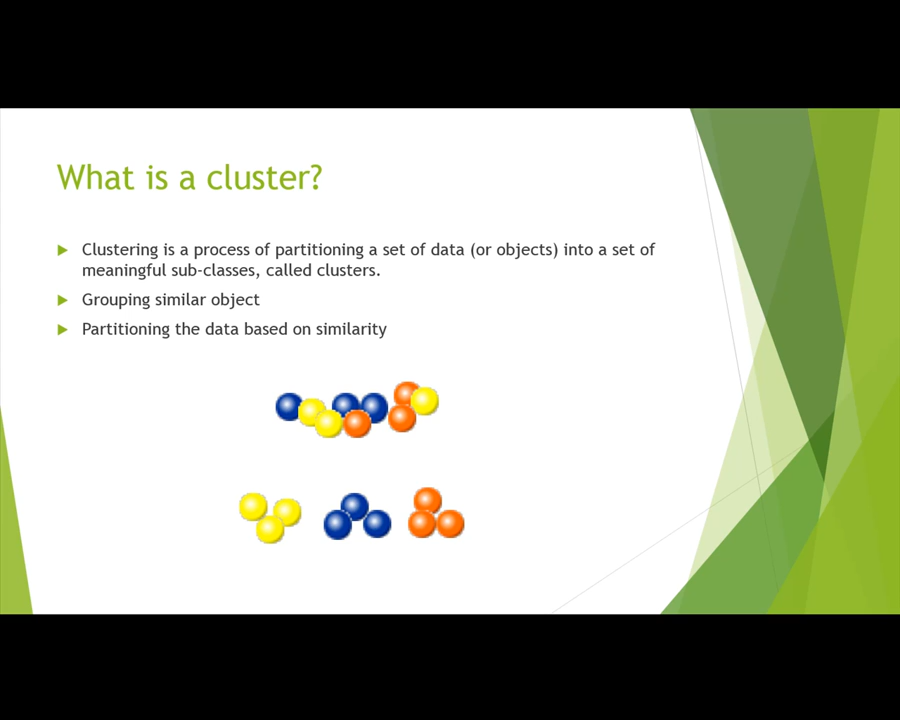 What is a cluster?
Clustering is a process of partitioning a set of data (or objects) into a set of
meaningful sub-classes, called clusters.
Grouping similar object
Partitioning the data based on similarity